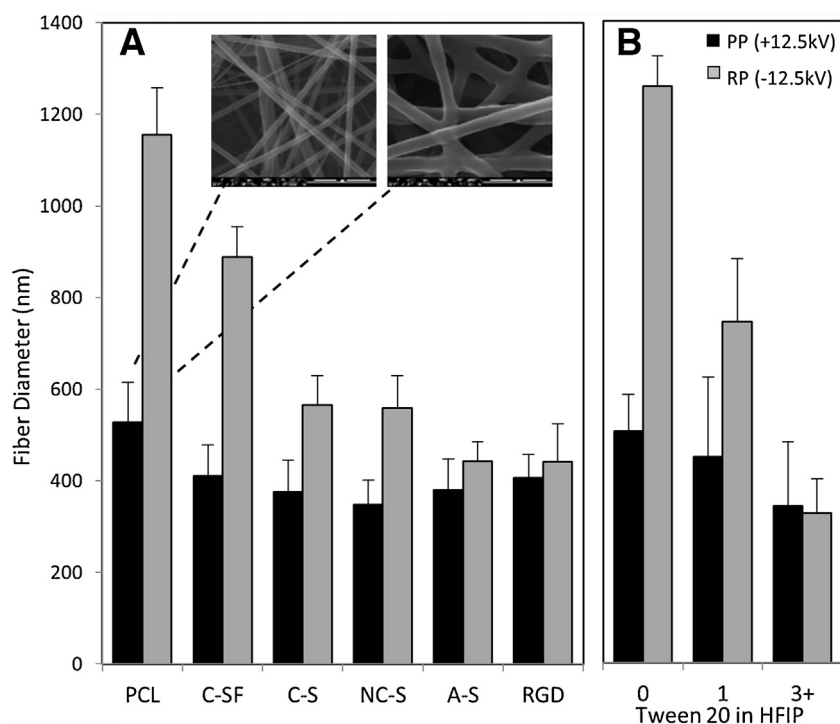 A
B
PP (+12.5kV)
RP (-12.5kV)
1400
1200
1000
800
600
400
200
0
Fiber Diameter (nm)
PCL C-SF C-S NC-S A-S RGD
0 1 3+
Tween 20 in HFIP